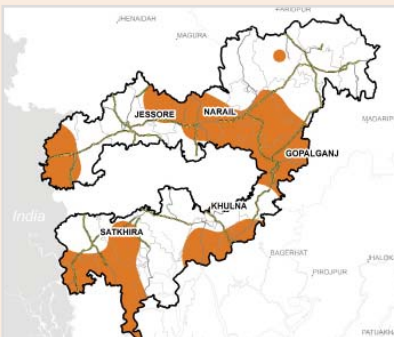 JHENAIDAH
FARIDPUR
MAGURA
JESSORE
NARAIL
MADARIP
GOPALGANJ
India
KHULNA
SATKHIRA
BAGERHAT
PIROJPUR
JHALOK
PATUAKH